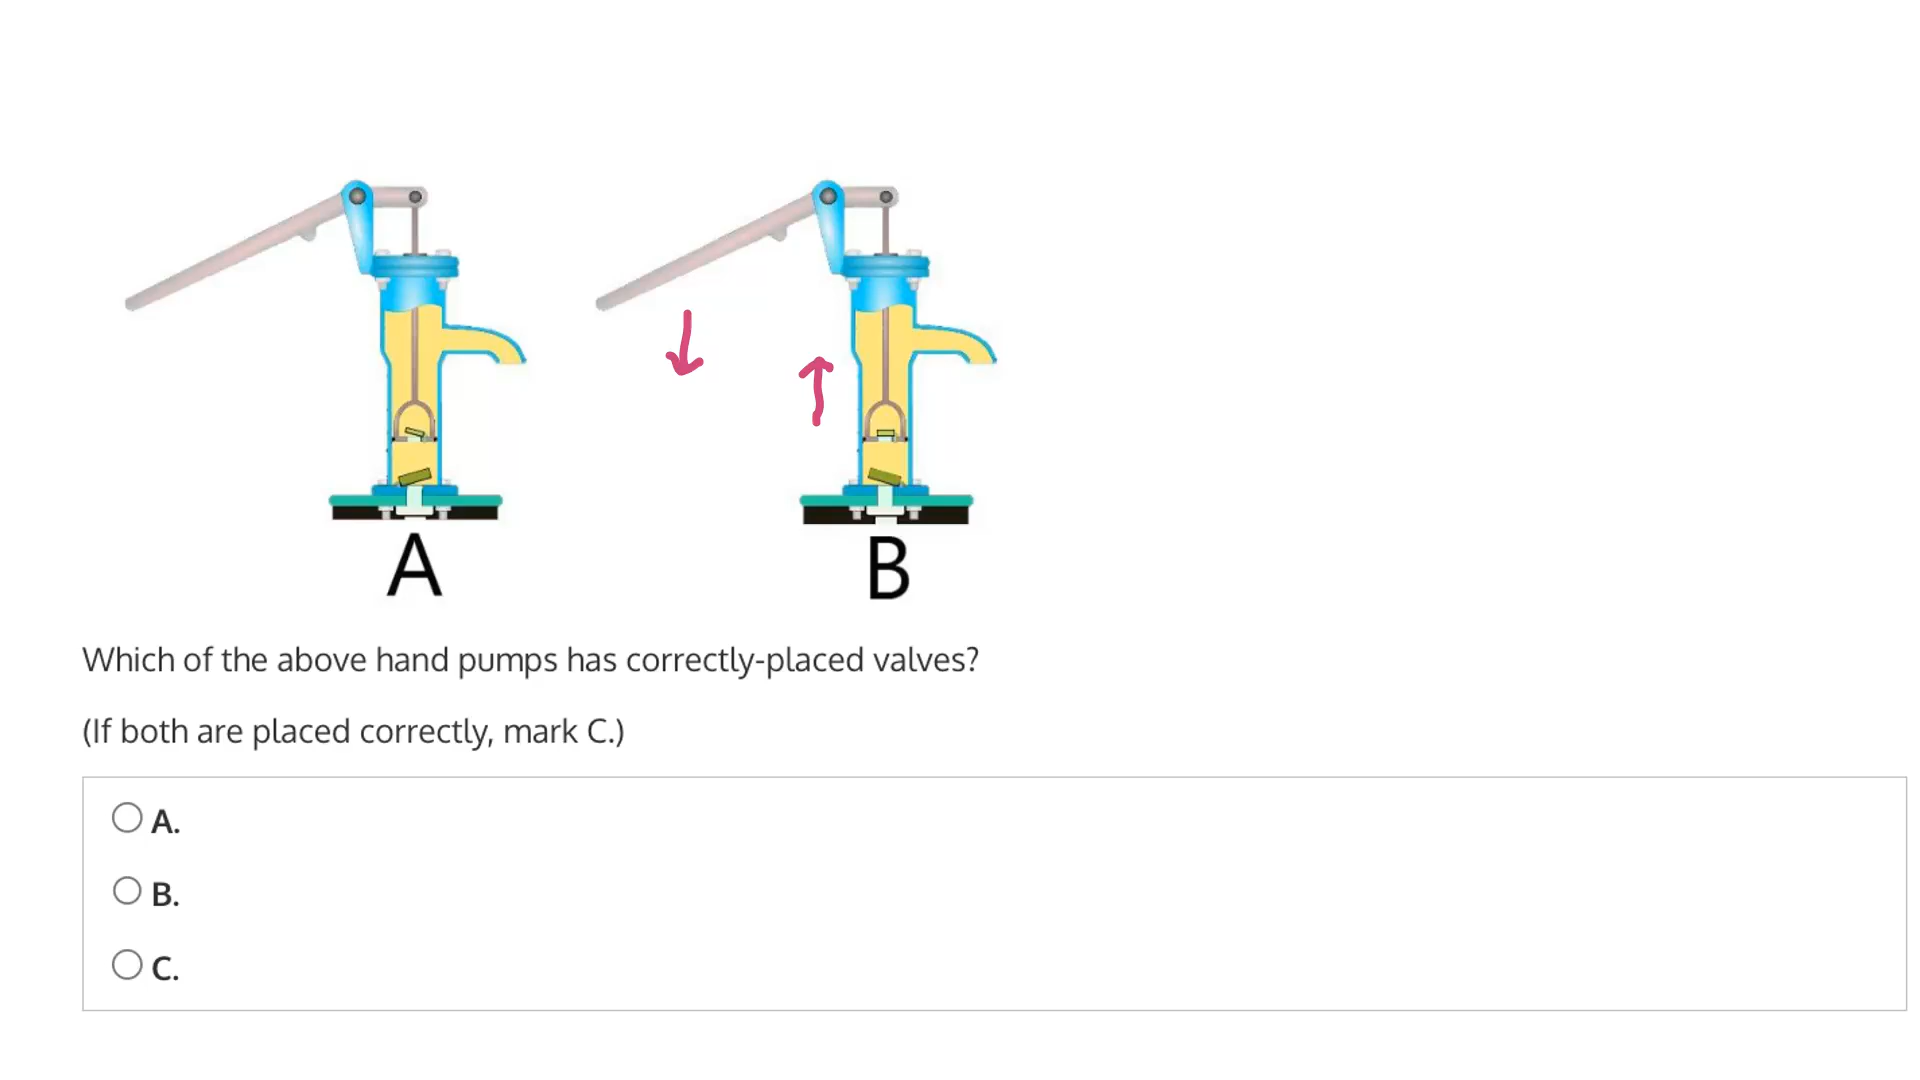 A
B
Which of the above hand pumps has correctly-placed valves?
(If both are placed correctly, mark C.)
A.
B.
C.